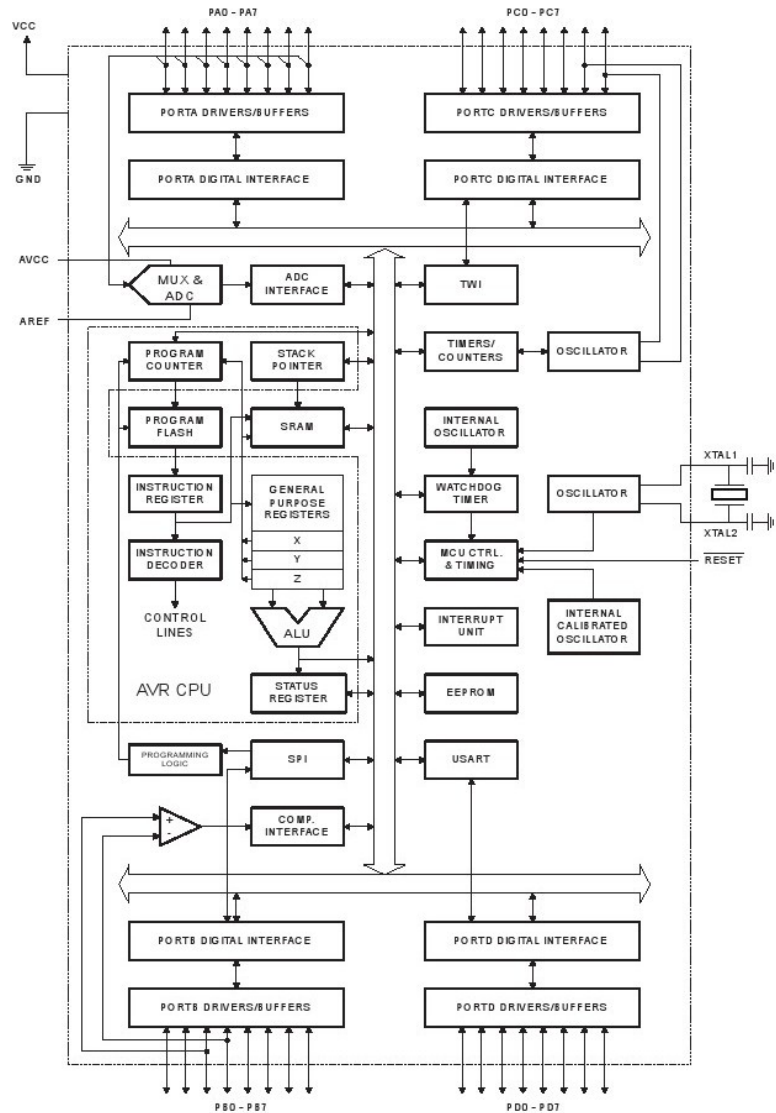 PA0 - PA7
PC0 - PC7
VCC
PORTA DRIVERS/BUFFERS
PORTC DRIVERS/BUFFERS
GND
PORTA DIGITAL INTERFACE
PORTC DIGITAL INTERFACE
AVCC
MUX &
ADC
ADC
INTERFACE
TWI
AREF
PROGRAM
COUNTER
STACK
POINTER
TIMERS/
COUNTERS
OSCILLATOR
PROGRAM
FLASH
SRAM
INTERNAL
OSCILLATOR
XTAL1
INSTRUCTION
REGISTER
GENERAL
PURPOSE
REGISTERS
WATCHDOG
TIMER
OSCILLATOR
XTAL2
X
Y
Z
INSTRUCTION
DECODER
MCU CTRL.
& TIMING
RESET
CONTROL
LINES
ALU
INTERRUPT
UNIT
INTERNAL
CALIBRATED
OSCILLATOR
AVR CPU
STATUS
REGISTER
EEPROM
PROGRAMMING
LOGIC
SPI
USART
+
-
COMP.
INTERFACE
PORTB DIGITAL INTERFACE
PORTD DIGITAL INTERFACE
PORTB DRIVERS/BUFFERS
PORTD DRIVERS/BUFFERS
PB0 - PB7
PD0 - PD7